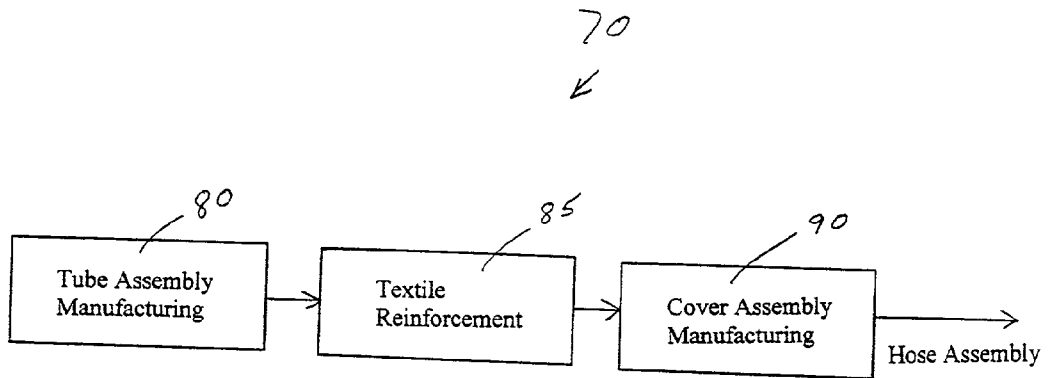 70
80
85
90
Tube Assembly
Manufacturing
Textile
Reinforcement
Cover Assembly
Manufacturing
Hose Assembly